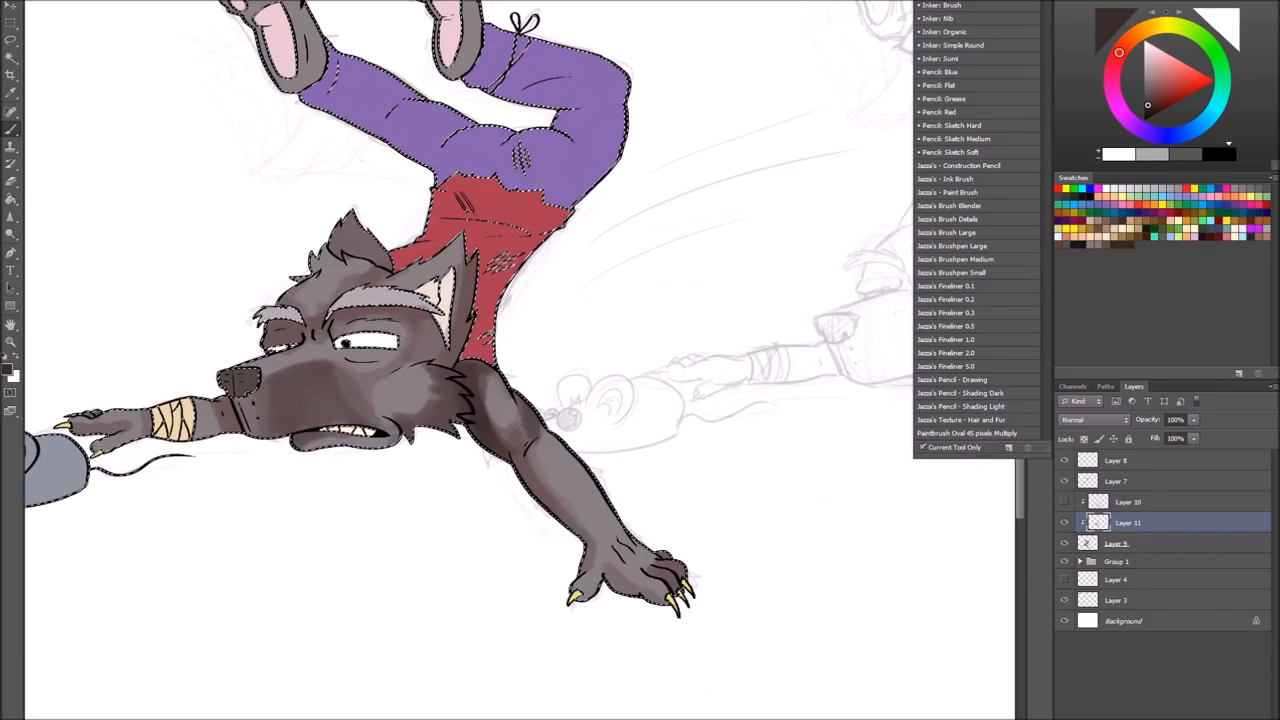 Inker: Brush
Inker: Nib
Inker: Organic
Inker: Simple Round
Inker: Sumi
Pencil: Blue
Pencil: Flat
Pencil: Grease
Pencil: Red
Pencil: Sketch Hard
Pencil: Sketch Medium
Pencil: Sketch Soft
Jazza's - Construction Pencil
Jazza's - Ink Brush
Jazza's - Paint Brush
Jazza's Brush Blender
Jazza's Brush Details
Jazza's Brush Large
Jazza's Brushpen Large
Jazza's Brushpen Medium
Jazza's Brushpen Small
Jazza's Fineliner 0.1
Jazza's Fineliner 0.2
Jazza's Fineliner 0.3
Jazza's Fineliner 0.5
Jazza's Fineliner 1.0
Jazza's Fineliner 2.0
Jazza's Fineliner 5.0
Jazza's Pencil - Drawing
Jazza's Pencil - Shading Dark
Jazza's Pencil - Shading Light
Jazza's Texture - Hair and Fur
Paintbrush Oval 45 pixels Multiply
Current Tool Only
Swatches
Channels Paths Layers
Kind
Normal Opacity: 100%
Lock: Fill: 100%
Layer 8
Layer 7
Layer 10
Layer 11
Layer 9
Group 1
Layer 4
Layer 3
Background